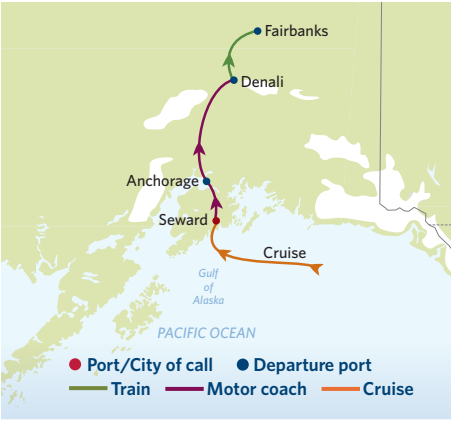 Fairbanks
Denali
Anchorage
Seward
Cruise
Gulf
of
Alaska
PACIFIC OCEAN
Port/City of call Departure port
Train Motor coach Cruise